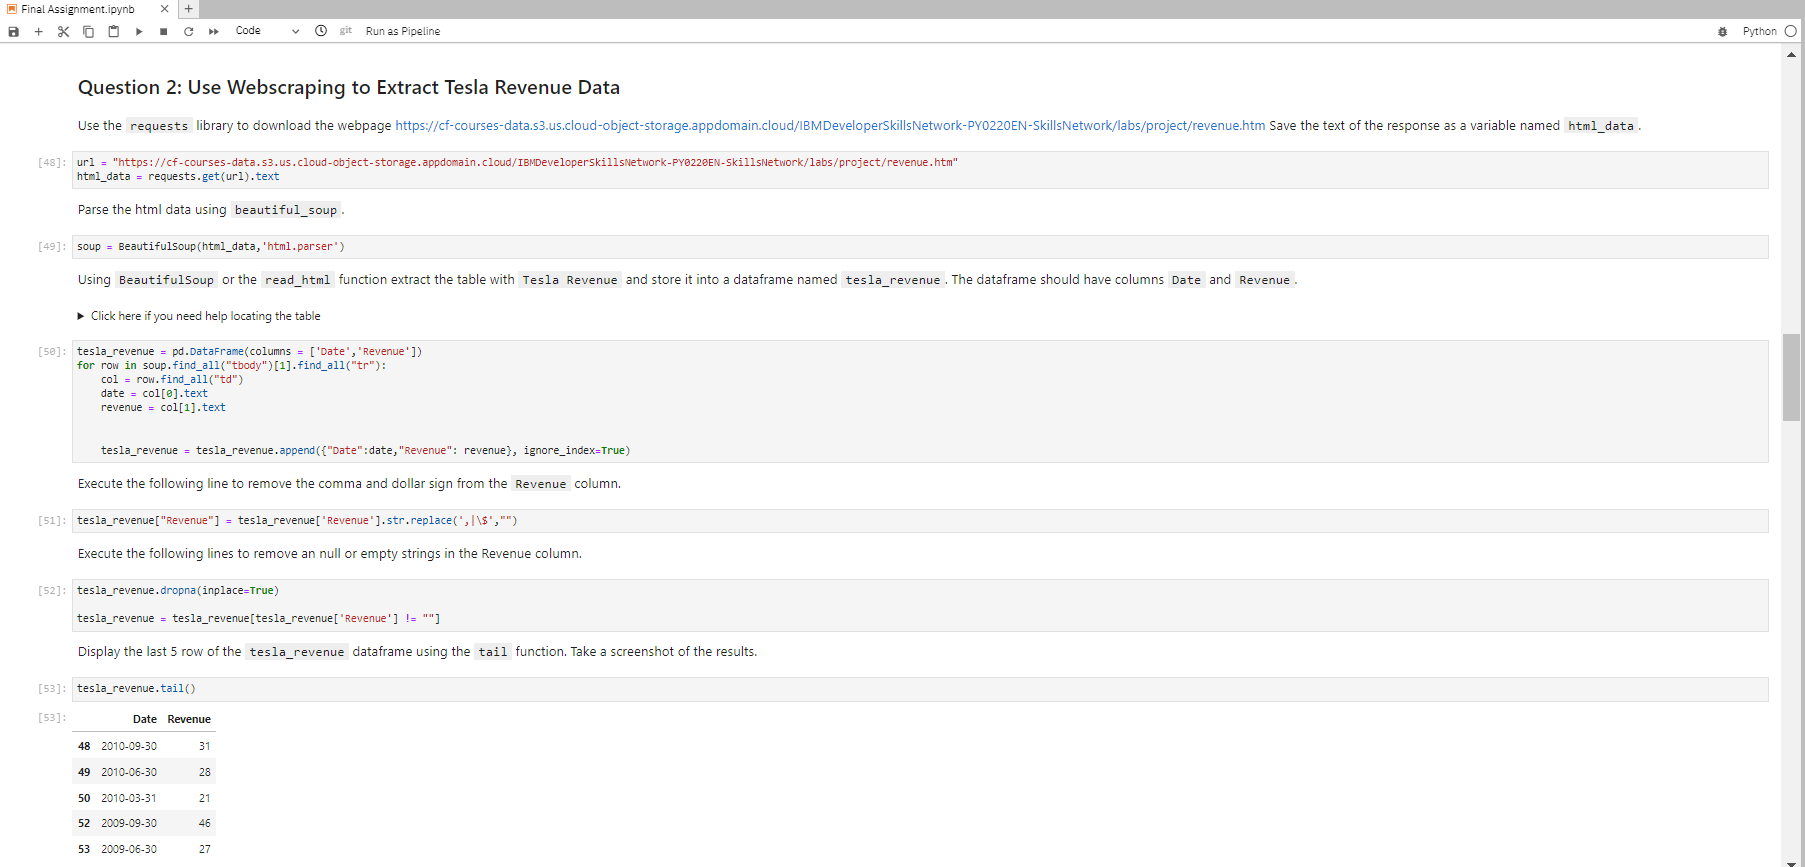 Final Assignment.ipynb
Code
git
Run as Pipeline
Python
Question 2: Use Webscraping to Extract Tesla Revenue Data
Use the requests library to download the webpage https://cf-courses-data.s3.us.cloud-object-storage.appdomain.cloud/IBMDeveloperSkillsNetwork-PY0220EN-SkillsNetwork/labs/project/revenue.htm Save the text of the response as a variable named html_data .
[48]: url = "https://cf-courses-data.s3.us.cloud-object-storage.appdomain.cloud/IBMDeveloperSkillsNetwork-PY0220EN-SkillsNetwork/labs/project/revenue.htm"
html_data = requests.get(url).text
Parse the html data using beautiful_soup .
[49]: soup = BeautifulSoup(html_data,'html.parser')
Using BeautifulSoup or the read_html function extract the table with Tesla Revenue and store it into a dataframe named tesla_revenue . The dataframe should have columns Date and Revenue .
Click here if you need help locating the table
[50]: tesla_revenue = pd.DataFrame(columns = ['Date','Revenue'])
for row in soup.find_all("tbody")[1].find_all("tr"):
col = row.find_all("td")
date = col[0].text
revenue = col[1].text
tesla_revenue = tesla_revenue.append({"Date":date,"Revenue": revenue}, ignore_index=True)
Execute the following line to remove the comma and dollar sign from the Revenue column.
[51]: tesla_revenue["Revenue"] = tesla_revenue['Revenue'].str.replace(',|\$',"")
Execute the following lines to remove an null or empty strings in the Revenue column.
[52]: tesla_revenue.dropna(inplace=True)
tesla_revenue = tesla_revenue[tesla_revenue['Revenue'] != ""]
Display the last 5 row of the tesla_revenue dataframe using the tail function. Take a screenshot of the results.
[53]: tesla_revenue.tail()
[53]: Date Revenue
48 2010-09-30 31
49 2010-06-30 28
50 2010-03-31 21
52 2009-09-30 46
53 2009-06-30 27